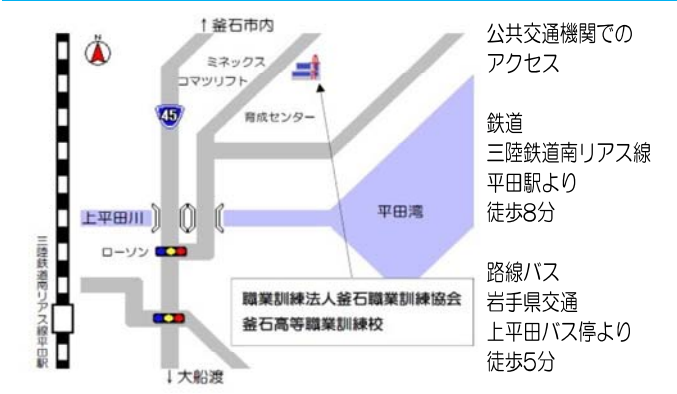 ↑釜石市内
N
ミネックス
コマツリフト
45
育成センター
上平田川
平田湾
ローソン
三陸鉄道南リアス線平田駅
職業訓練法人釜石職業訓練協会
釜石高等職業訓練校
↓大船渡
公共交通機関での
アクセス
鉄道
三陸鉄道南リアス線
平田駅より
徒歩8分
路線バス
岩手県交通
上平田バス停より
徒歩5分